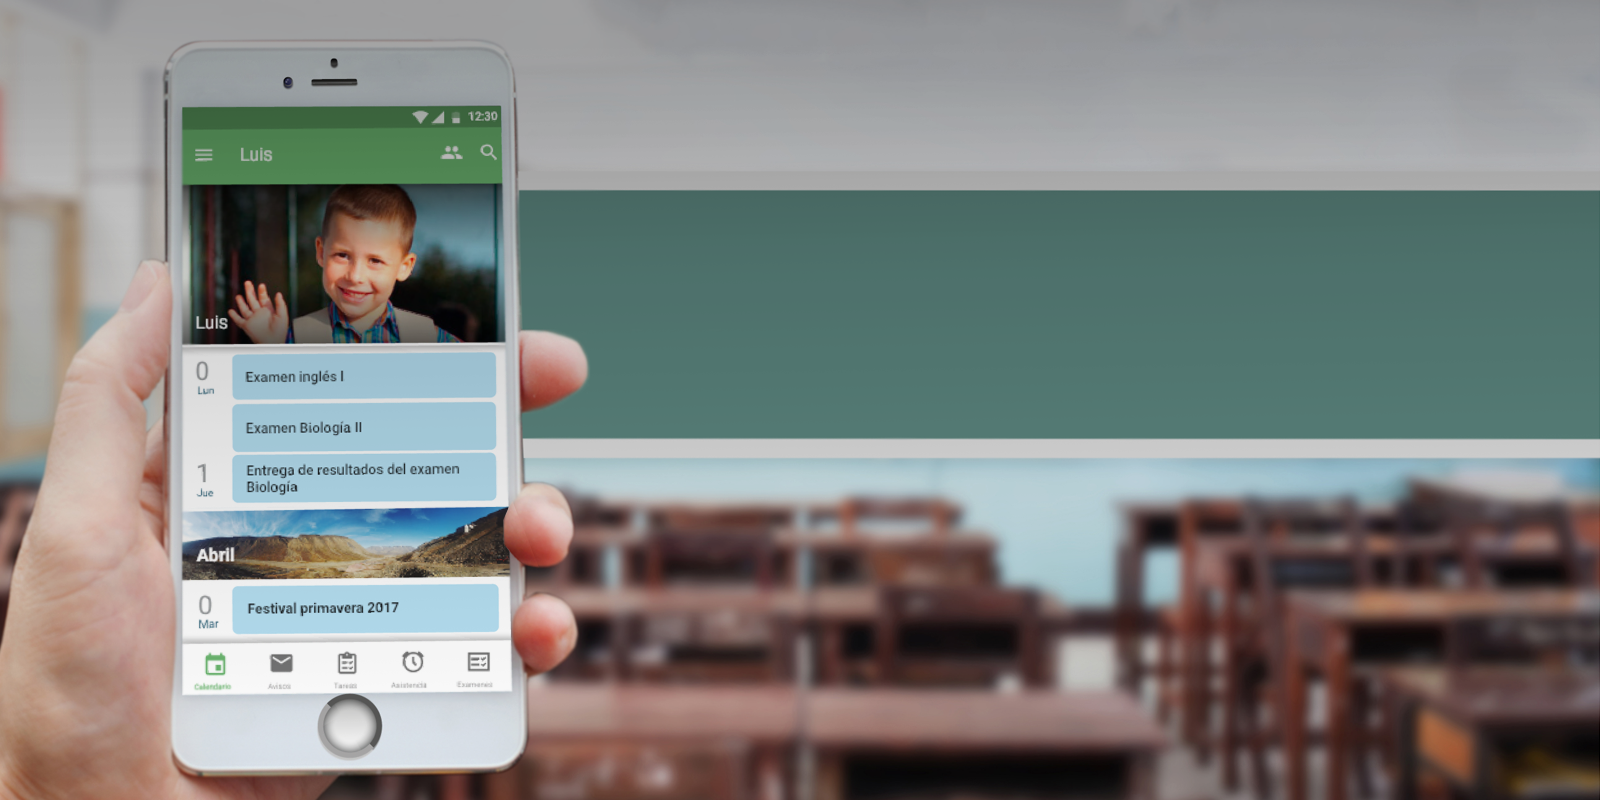 12:30
Luis
Luis
0
Lun
Examen inglés I
Examen Biología II
1
Jue
Entrega de resultados del examen
Biología
Abril
0
Mar
Festival primavera 2017
Calendario
Avisos
Tareas
Asistencia
Examenes